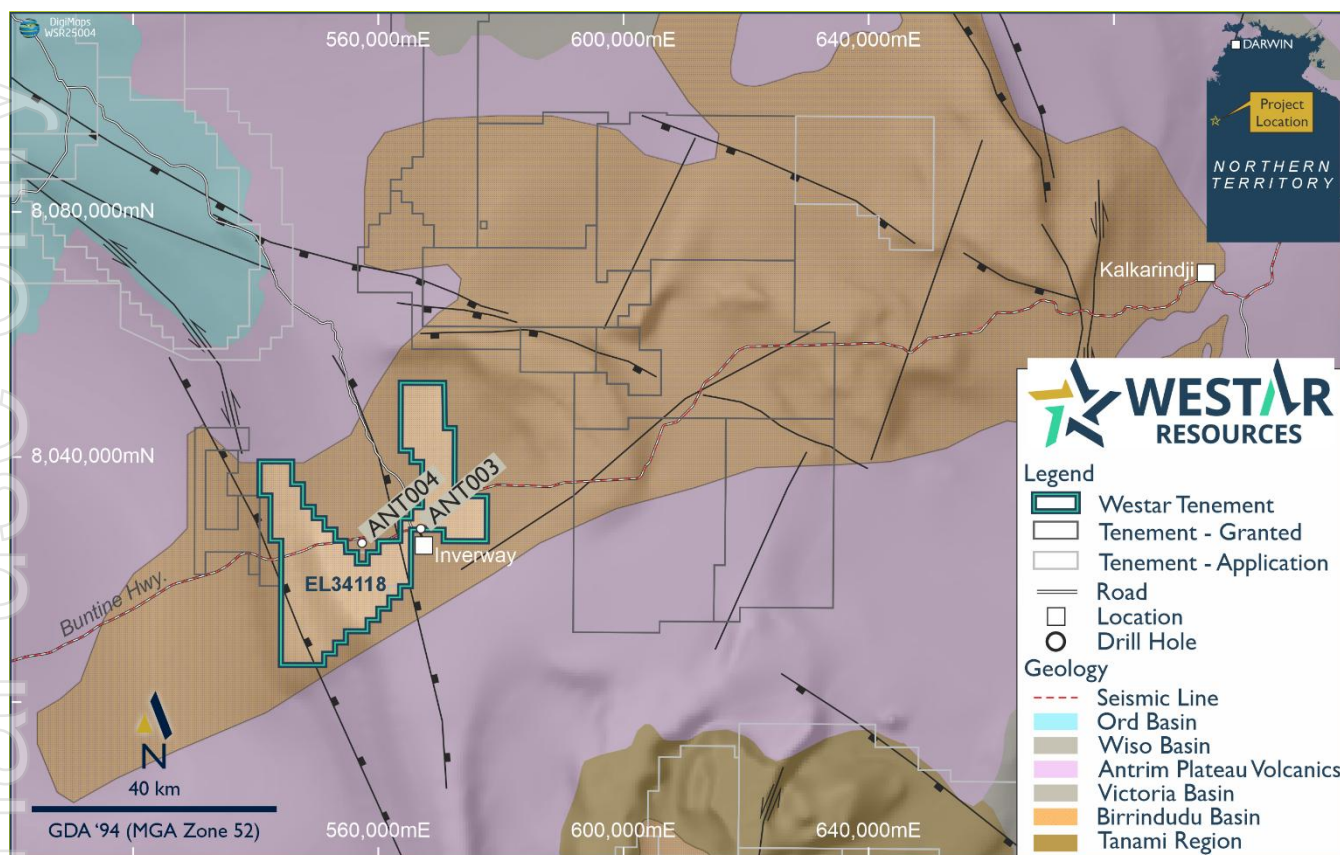 DigiMaps
WSR25004
560,000mE
600,000mE
640,000mE
DARWIN
Project
Location
NORTHERN
TERRITORY
8,080,000mN
Kalkarindji
8,040,000mN
ANT004
ANT003
Inverway
EL34118
Buntine Hwy.
WESTAR
RESOURCES
Legend
Westar Tenement
Tenement - Granted
Tenement - Application
Road
Location
Drill Hole
Geology
Seismic Line
Ord Basin
Wiso Basin
Antrim Plateau Volcanics
Victoria Basin
Birrindudu Basin
Tanami Region
N
40 km
GDA '94 (MGA Zone 52)
560,000mE
600,000mE
640,000mE